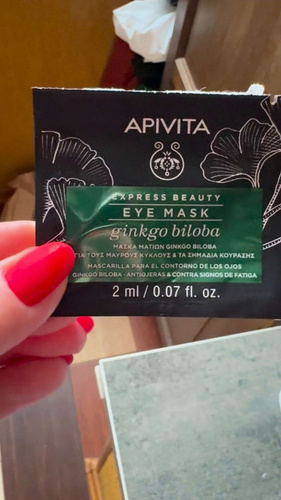 APIVITA
EXPRESS BEAUTY
EYE MASK
ginkgo biloba
ΜΑΣΚΑ ΜΑΤΙΩΝ GINKGO BILOBA
ΓΙΑ ΤΟΥΣ ΜΑΥΡΟΥΣ ΚΥΚΛΟΥΣ & ΤΑ ΣΗΜΑΔΙΑ ΚΟΥΡΑΣΗΣ
MASCARILLA PARA EL CONTORNO DE LOS OJOS
GINKGO BILOBA · ANTIOJERAS & CONTRA SIGNOS DE FATIGA
2 ml / 0.07 fl. oz.